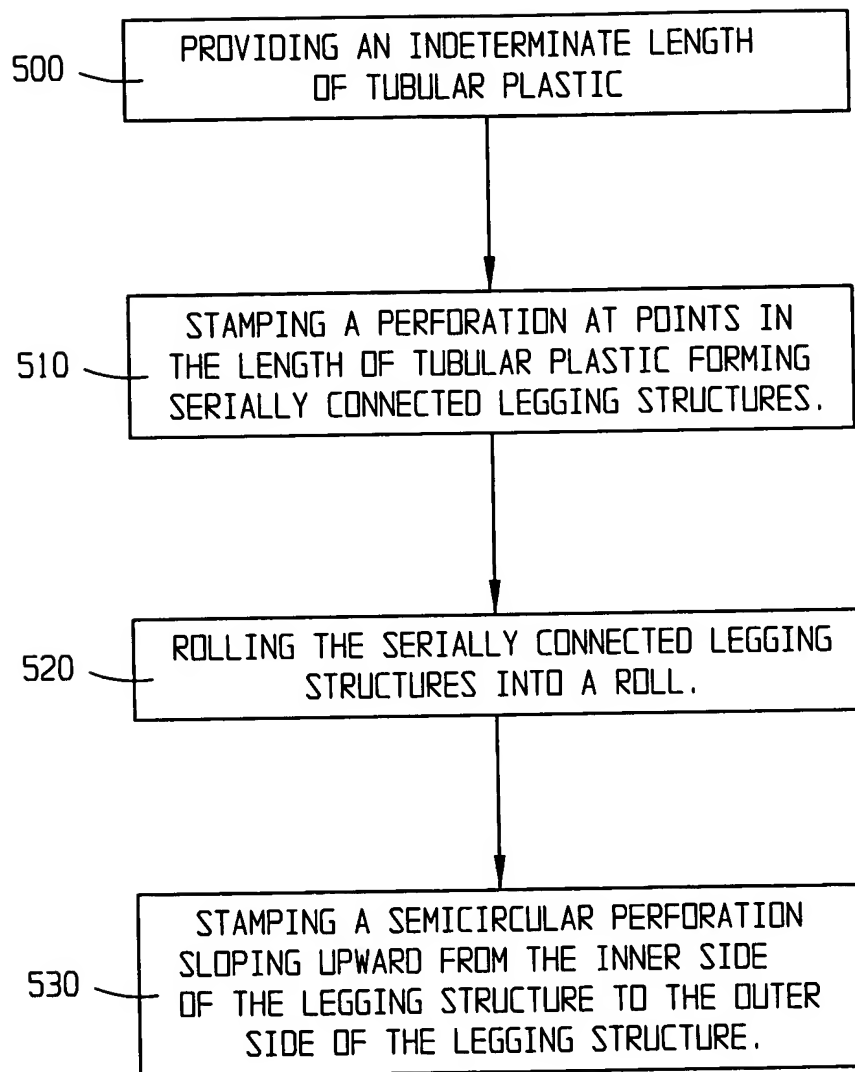 500
PROVIDING AN INDETERMINATE LENGTH
OF TUBULAR PLASTIC
510
STAMPING A PERFORATION AT POINTS IN
THE LENGTH OF TUBULAR PLASTIC FORMING
SERIALLY CONNECTED LEGGING STRUCTURES.
520
ROLLING THE SERIALLY CONNECTED LEGGING
STRUCTURES INTO A ROLL.
530
STAMPING A SEMICIRCULAR PERFORATION
SLOPING UPWARD FROM THE INNER SIDE
OF THE LEGGING STRUCTURE TO THE OUTER
SIDE OF THE LEGGING STRUCTURE.